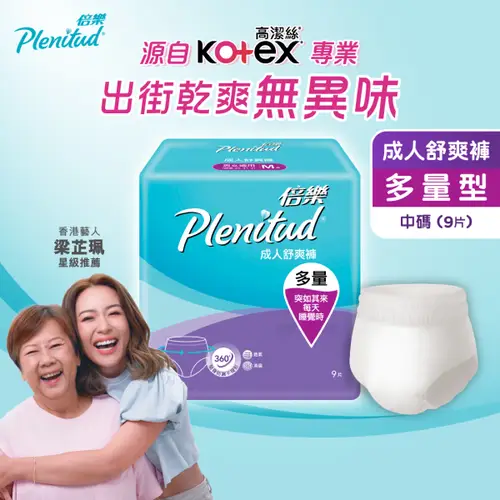 倍樂
Plenitud
源自 高潔絲 Kotex 專業
出街乾爽無異味
成人舒爽褲
M
倍樂
Plenitud
成人舒爽褲
多量
突如其來
每天
睡覺時
360°
9片
成人舒爽褲
多量型
中碼 (9片)
香港藝人
梁芷珮
星級推薦